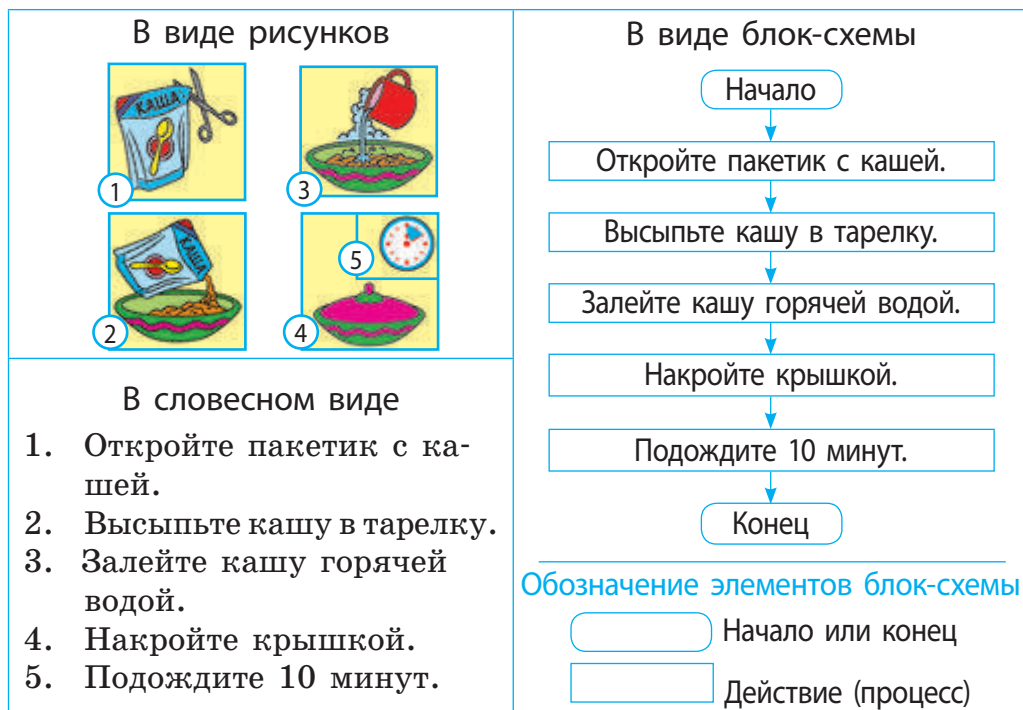 В виде рисунков
КАША
1
3
КАША
2
5
4
В словесном виде
1. Откройте пакетик с ка-
шей.
2. Высыпьте кашу в тарелку.
3. Залейте кашу горячей
водой.
4. Накройте крышкой.
5. Подождите 10 минут.
В виде блок-схемы
Начало
Откройте пакетик с кашей.
Высыпьте кашу в тарелку.
Залейте кашу горячей водой.
Накройте крышкой.
Подождите 10 минут.
Конец
Обозначение элементов блок-схемы
Начало или конец
Действие (процесс)